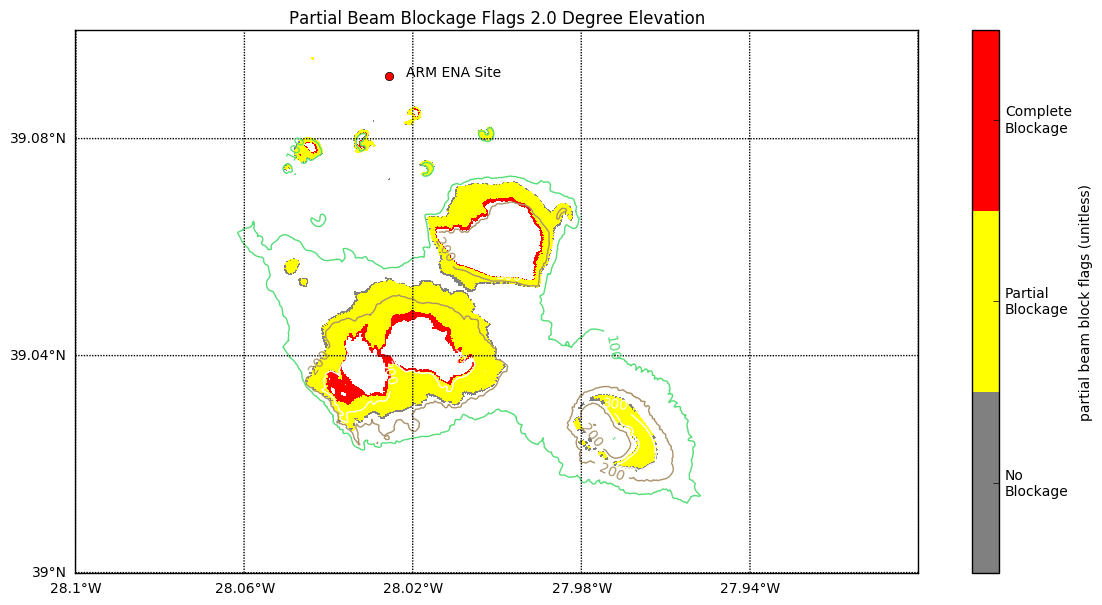 Partial Beam Blockage Flags 2.0 Degree Elevation
ARM ENA Site
39.08°N
39.04°N
39°N
28.1°W
28.06°W
28.02°W
27.98°W
27.94°W
100
200
200
200
Complete
Blockage
Partial
Blockage
No
Blockage
partial beam block flags (unitless)